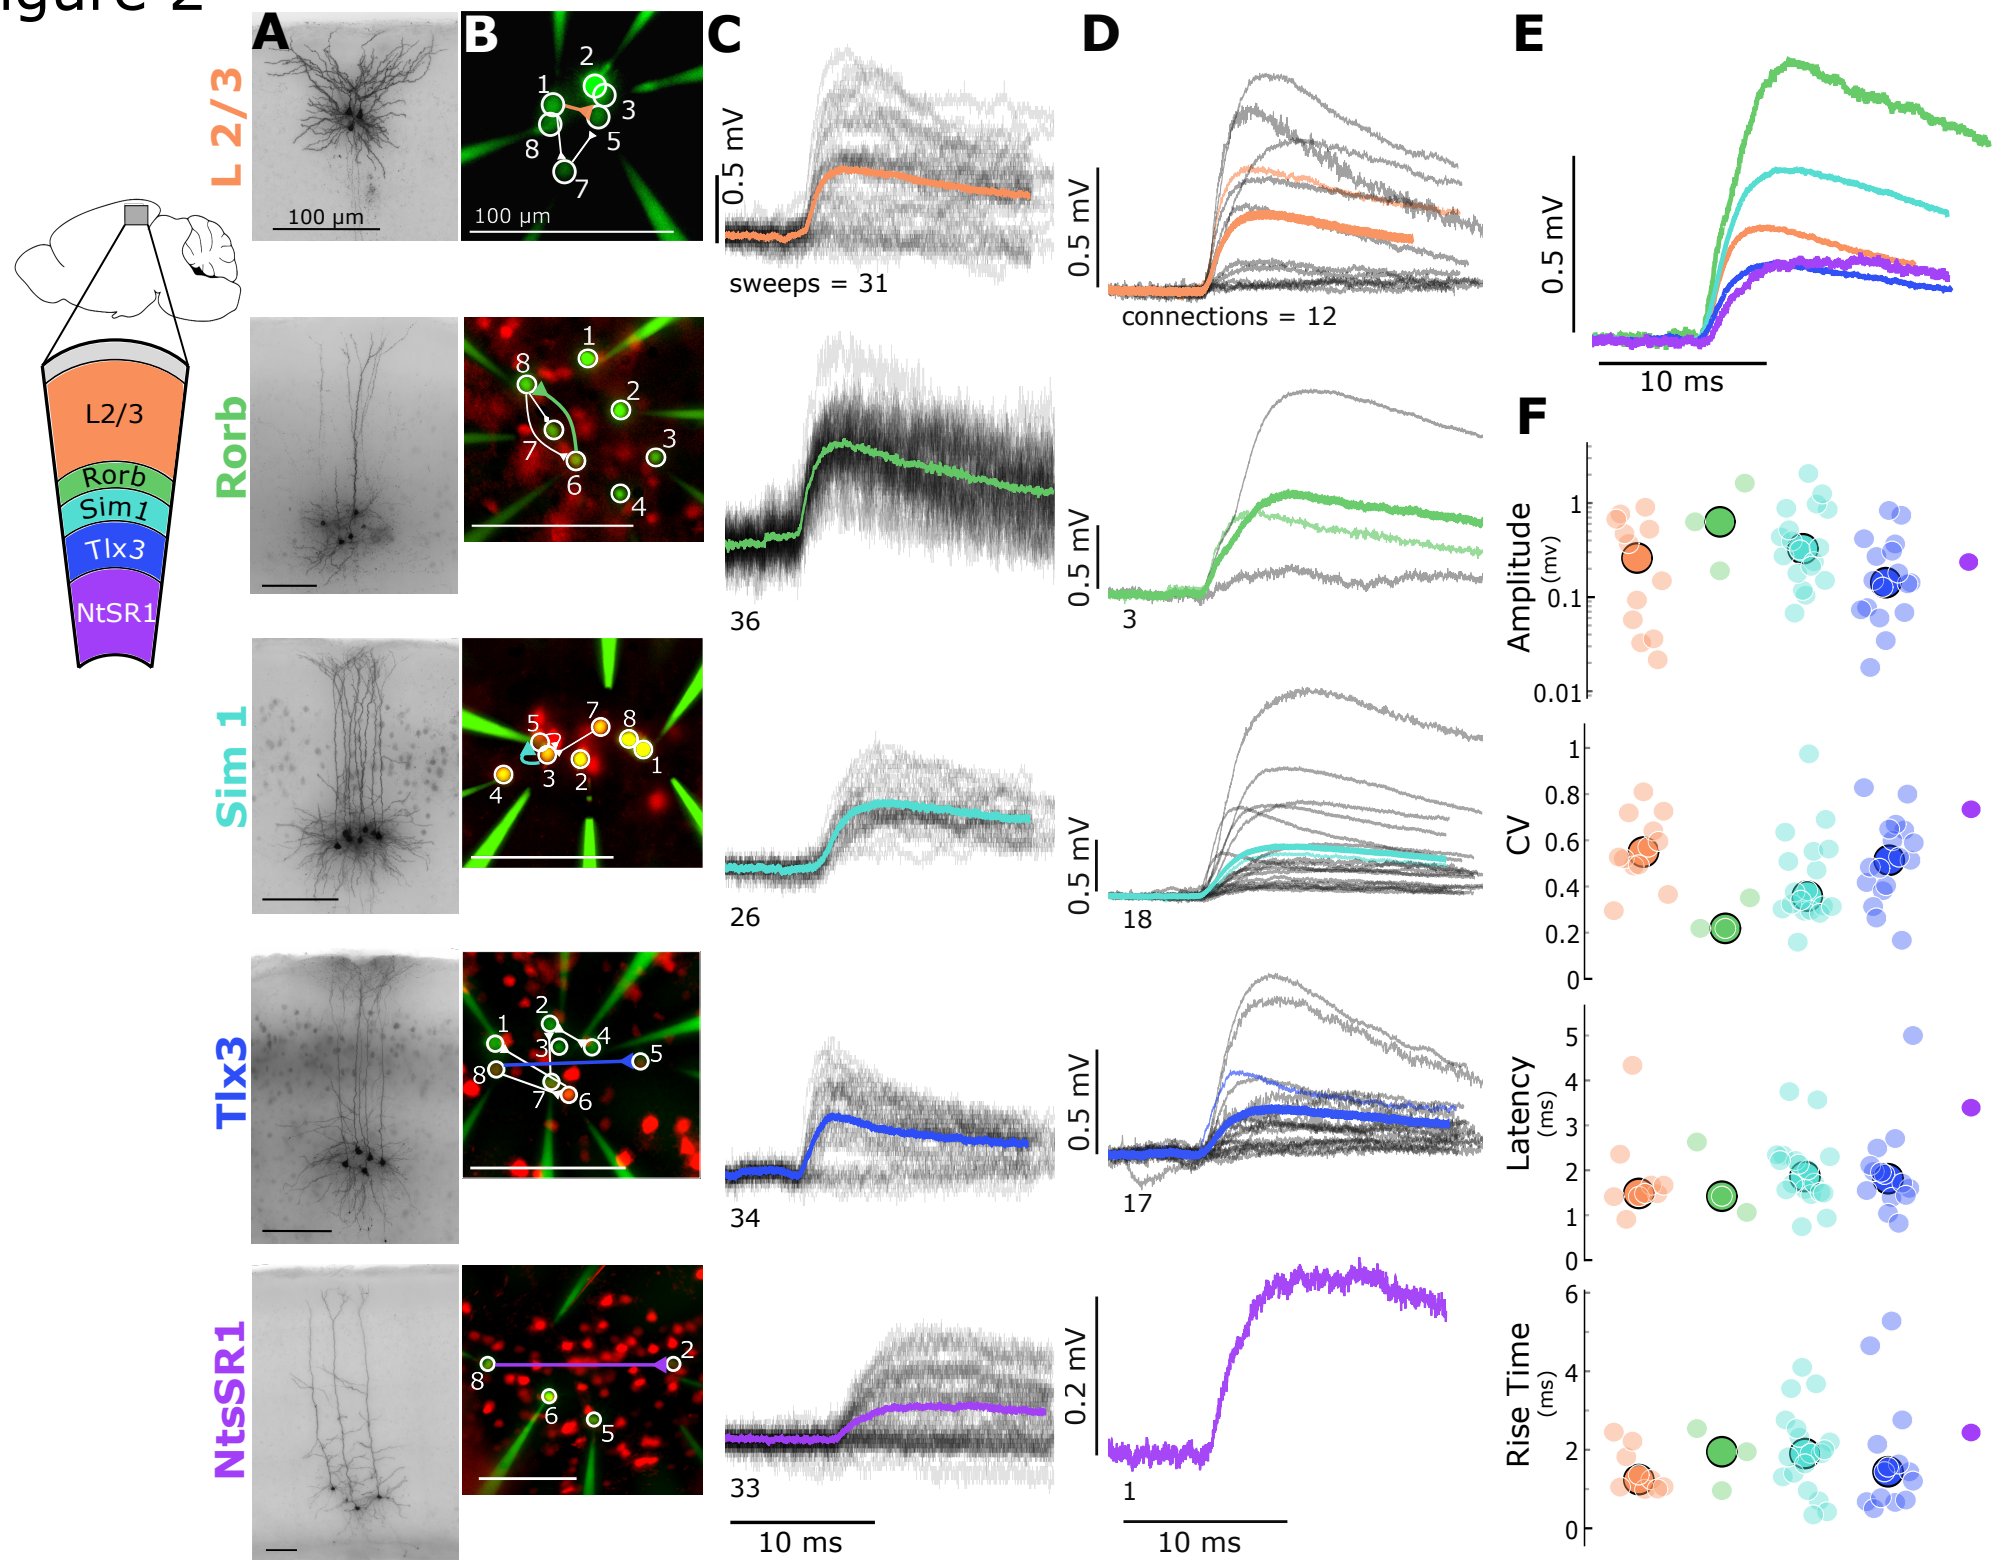 Figure 2
A
B
C
D
E
F
L 2/3
Rorb
Sim 1
Tlx3
NtsSR1
L2/3
Rorb
Sim1
Tlx3
NtSR1
100 µm
1
2
3
5
8
7
100 µm
0.5 mV
sweeps = 31
0.5 mV
connections = 12
0.5 mV
10 ms
1
8
2
7
3
6
4
36
0.5 mV
3
5
7
8
3
2
1
4
26
0.5 mV
18
1
2
3
4
5
8
7
6
34
0.5 mV
17
8
2
6
5
33
10 ms
0.2 mV
1
10 ms
Amplitude
(mv)
1
0.1
0.01
CV
1
0.8
0.6
0.4
0.2
0
Latency
(ms)
5
4
3
2
1
0
Rise Time
(ms)
6
4
2
0